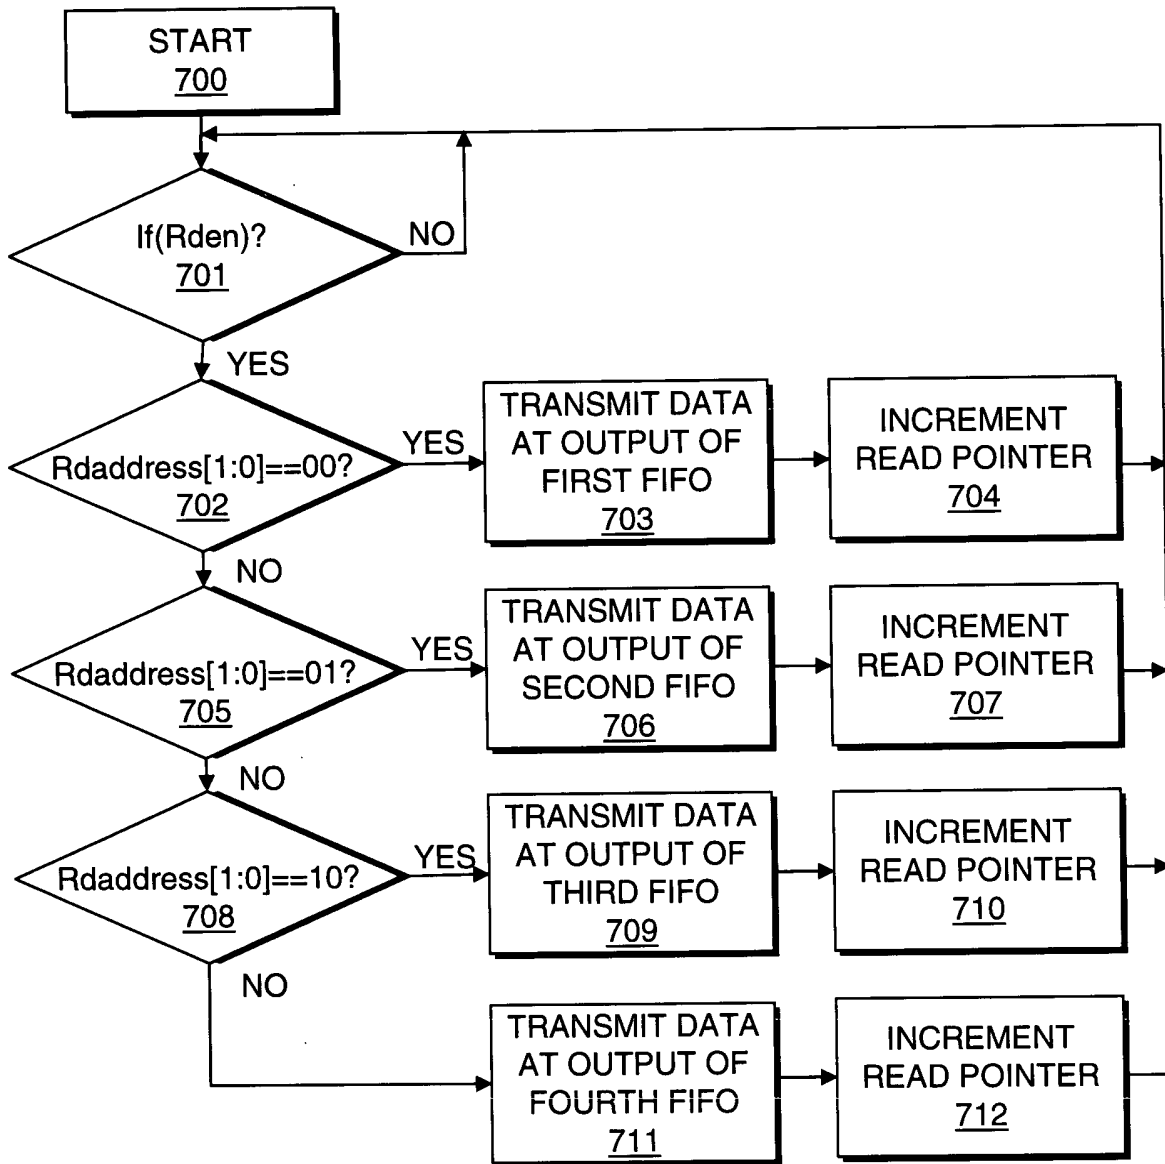 START
700
If(Rden)?
701
NO
YES
Rdaddress[1:0]==00?
702
YES
TRANSMIT DATA
AT OUTPUT OF
FIRST FIFO
703
INCREMENT
READ POINTER
704
NO
Rdaddress[1:0]==01?
705
YES
TRANSMIT DATA
AT OUTPUT OF
SECOND FIFO
706
INCREMENT
READ POINTER
707
NO
Rdaddress[1:0]==10?
708
YES
TRANSMIT DATA
AT OUTPUT OF
THIRD FIFO
709
INCREMENT
READ POINTER
710
NO
TRANSMIT DATA
AT OUTPUT OF
FOURTH FIFO
711
INCREMENT
READ POINTER
712